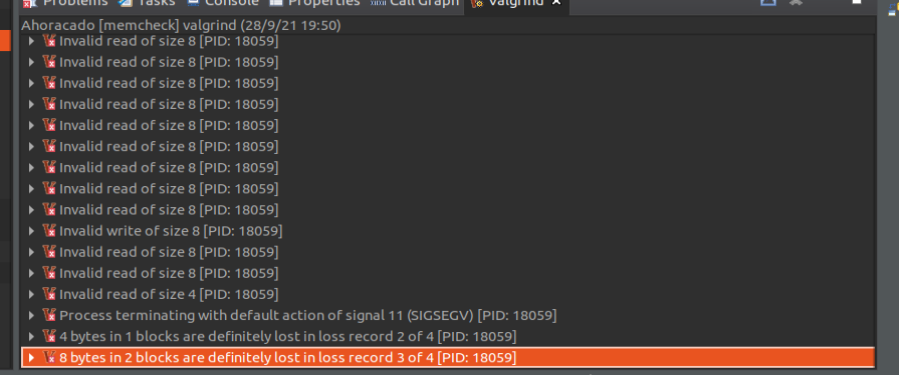 Problems Tasks Console Properties Call Graph Valgrind
Ahoracado [memcheck] valgrind (28/9/21 19:50)
Invalid read of size 8 [PID: 18059]
Invalid read of size 8 [PID: 18059]
Invalid read of size 8 [PID: 18059]
Invalid read of size 8 [PID: 18059]
Invalid read of size 8 [PID: 18059]
Invalid read of size 8 [PID: 18059]
Invalid read of size 8 [PID: 18059]
Invalid read of size 8 [PID: 18059]
Invalid read of size 8 [PID: 18059]
Invalid write of size 8 [PID: 18059]
Invalid read of size 8 [PID: 18059]
Invalid read of size 8 [PID: 18059]
Invalid read of size 4 [PID: 18059]
Process terminating with default action of signal 11 (SIGSEGV) [PID: 18059]
4 bytes in 1 blocks are definitely lost in loss record 2 of 4 [PID: 18059]
8 bytes in 2 blocks are definitely lost in loss record 3 of 4 [PID: 18059]